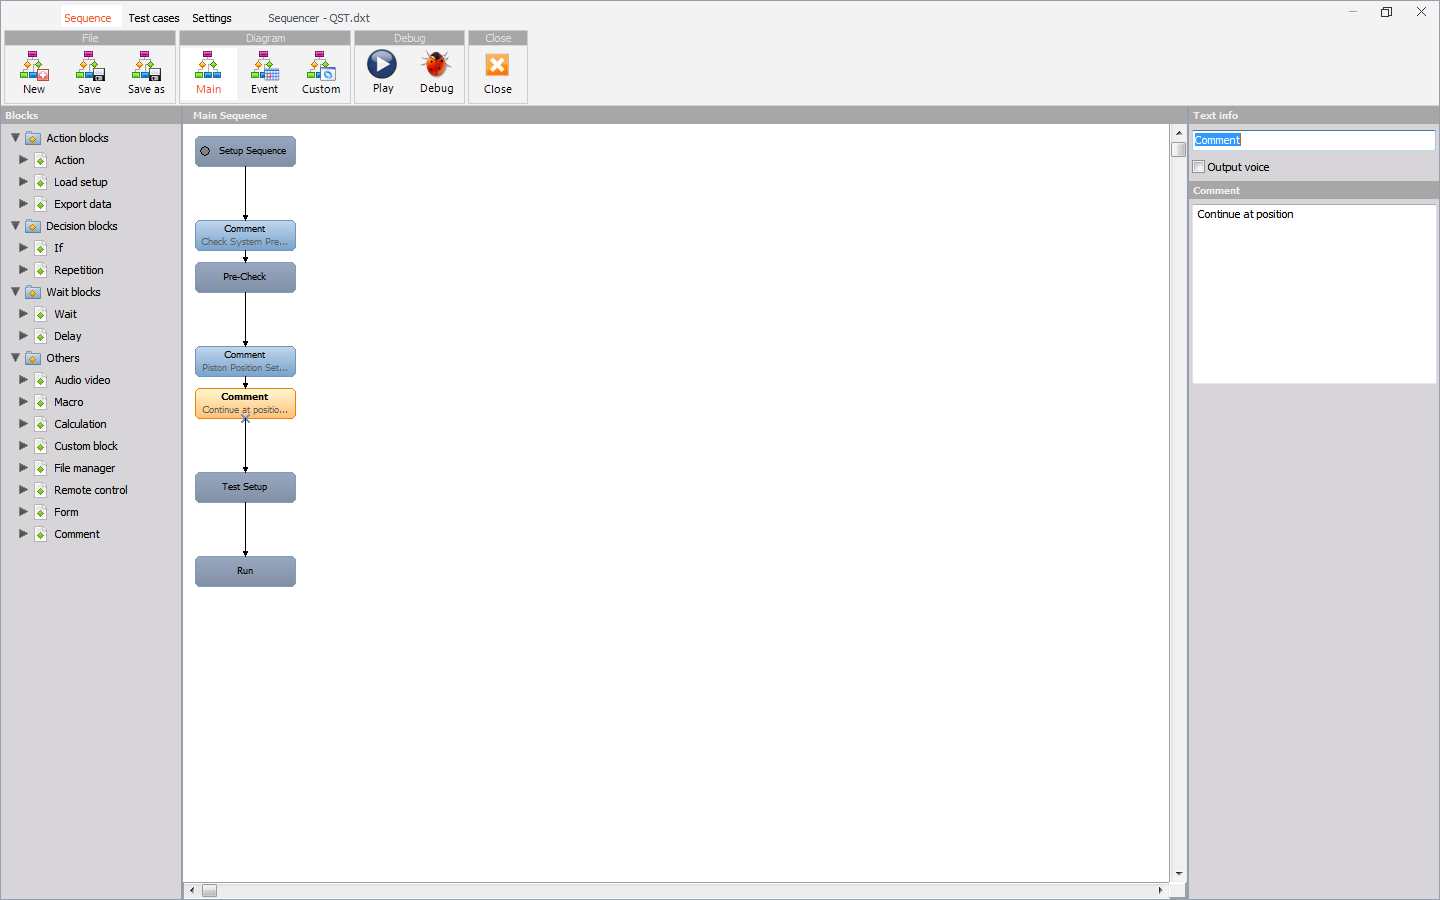 Sequence Test cases Settings Sequencer - QST.dxt
File Diagram Debug Close
New Save Save as Main Event Custom Play Debug Close
Blocks
Action blocks
Action
Load setup
Export data
Decision blocks
If
Repetition
Wait blocks
Wait
Delay
Others
Audio video
Macro
Calculation
Custom block
File manager
Remote control
Form
Comment
Main Sequence
Setup Sequence
Comment
Check System Pre...
Pre-Check
Comment
Piston Position Set...
Comment
Continue at positio...
Test Setup
Run
Text info
Comment
Output voice
Comment
Continue at position